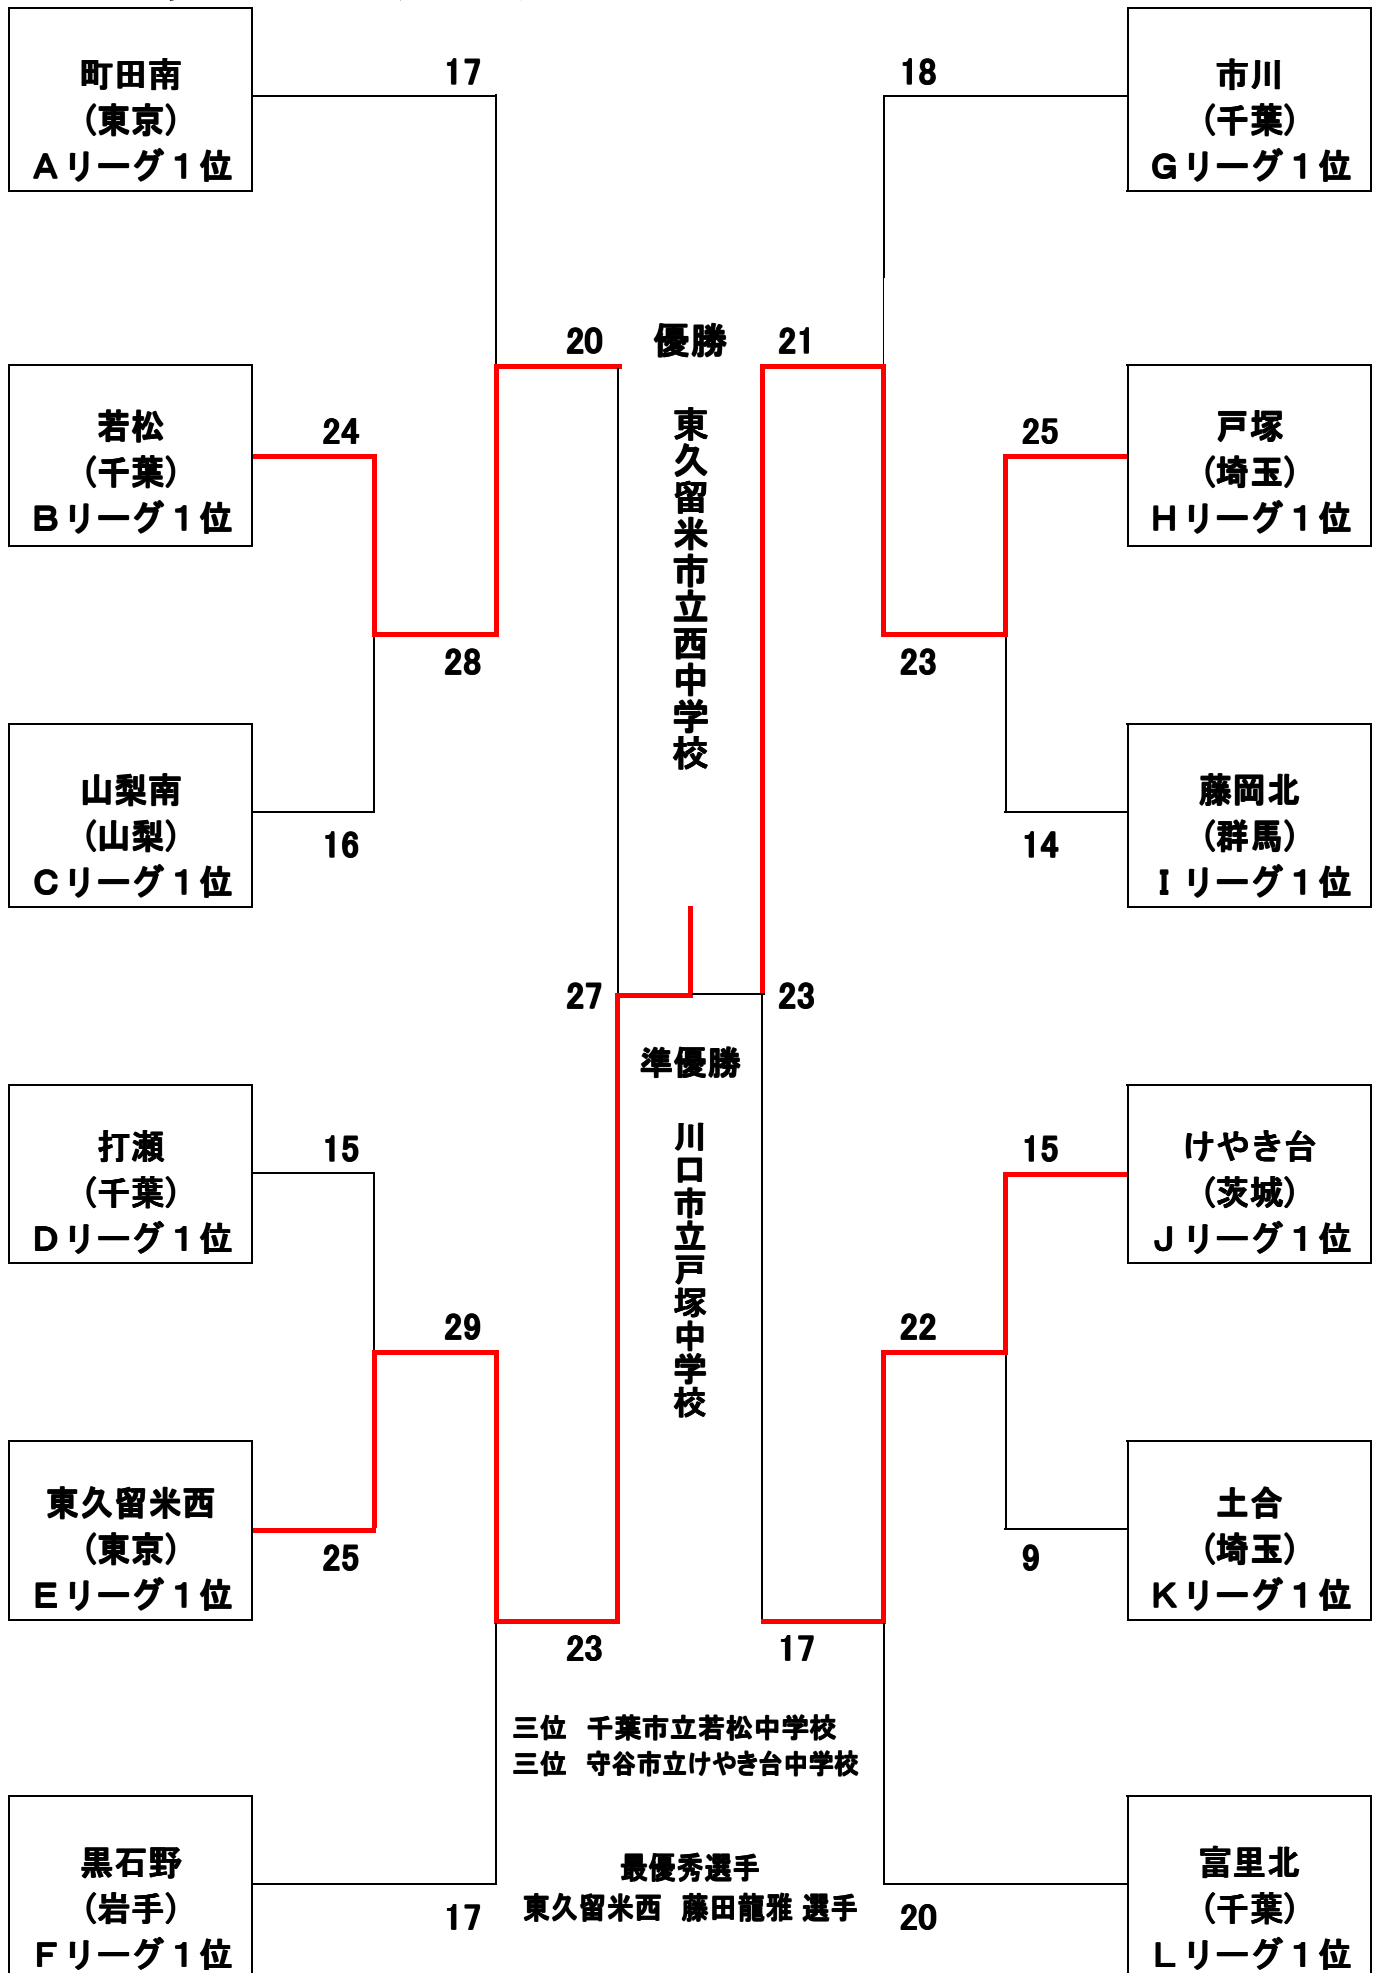 町田南
(東京)
Ａリーグ１位
17
18
市川
(千葉)
Ｇリーグ１位
20
優勝
21
若松
(千葉)
Ｂリーグ１位
24
東久留米市立西中学校
25
戸塚
(埼玉)
Ｈリーグ１位
28
23
山梨南
(山梨)
Ｃリーグ１位
16
14
藤岡北
(群馬)
Ｉリーグ１位
27
23
準優勝
川口市立戸塚中学校
打瀬
(千葉)
Ｄリーグ１位
15
15
けやき台
(茨城)
Ｊリーグ１位
29
22
東久留米西
(東京)
Ｅリーグ１位
25
9
土合
(埼玉)
Ｋリーグ１位
23
17
三位　千葉市立若松中学校
三位　守谷市立けやき台中学校
黒石野
(岩手)
Ｆリーグ１位
17
最優秀選手
東久留米西　藤田龍雅 選手
20
富里北
(千葉)
Ｌリーグ１位